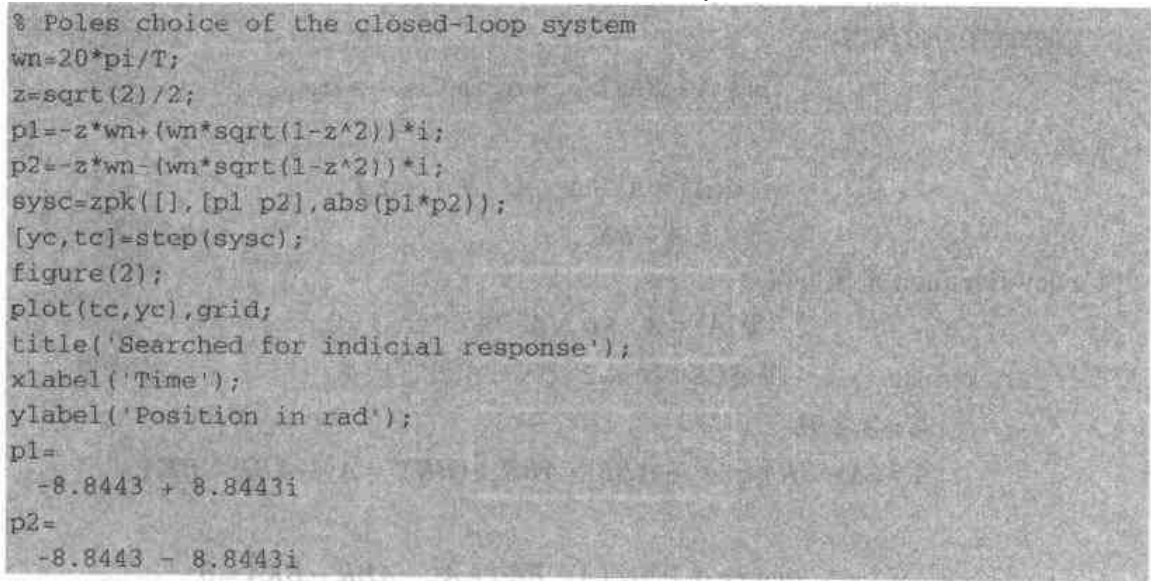 % Poles choice of the closed-loop system
wn=20*pi/T;
z=sqrt(2)/2;
p1=-z*wn+(wn*sqrt(1-z^2))*i;
p2=-z*wn-(wn*sqrt(1-z^2))*i;
sysc=zpk([],[p1 p2],abs(p1*p2));
[yc,tc]=step(sysc);
figure(2);
plot(tc,yc),grid;
title('Searched for indicial response');
xlabel('Time');
ylabel('Position in rad');
p1=
-8.8443 + 8.8443i
p2=
-8.8443 - 8.8443i